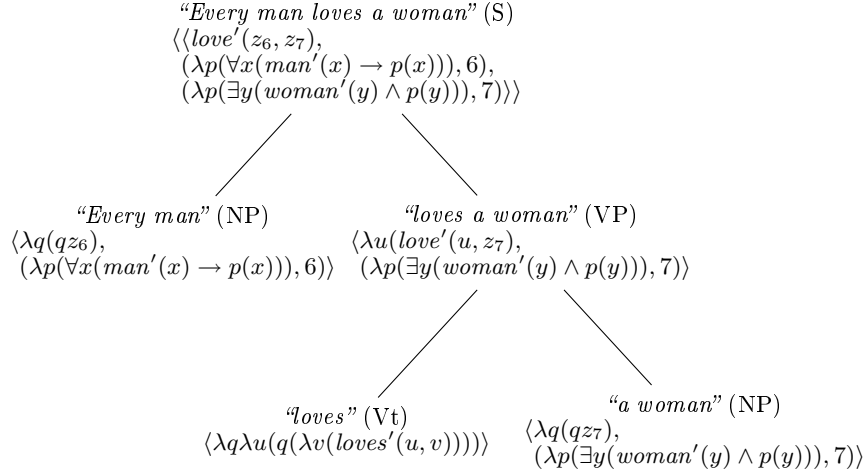 “Every man loves a woman” (S)
⟨⟨love′(z₆, z₇),
(λp(∀x(man′(x) → p(x))), 6),
(λp(∃y(woman′(y) ∧ p(y))), 7)⟩⟩
“Every man” (NP)
⟨λq(qz₆),
(λp(∀x(man′(x) → p(x))), 6)⟩
“loves a woman” (VP)
⟨λu(love′(u, z₇),
(λp(∃y(woman′(y) ∧ p(y))), 7)⟩
“loves” (Vt)
⟨λqλu(q(λv(loves′(u, v))))⟩
“a woman” (NP)
⟨λq(qz₇),
(λp(∃y(woman′(y) ∧ p(y))), 7)⟩